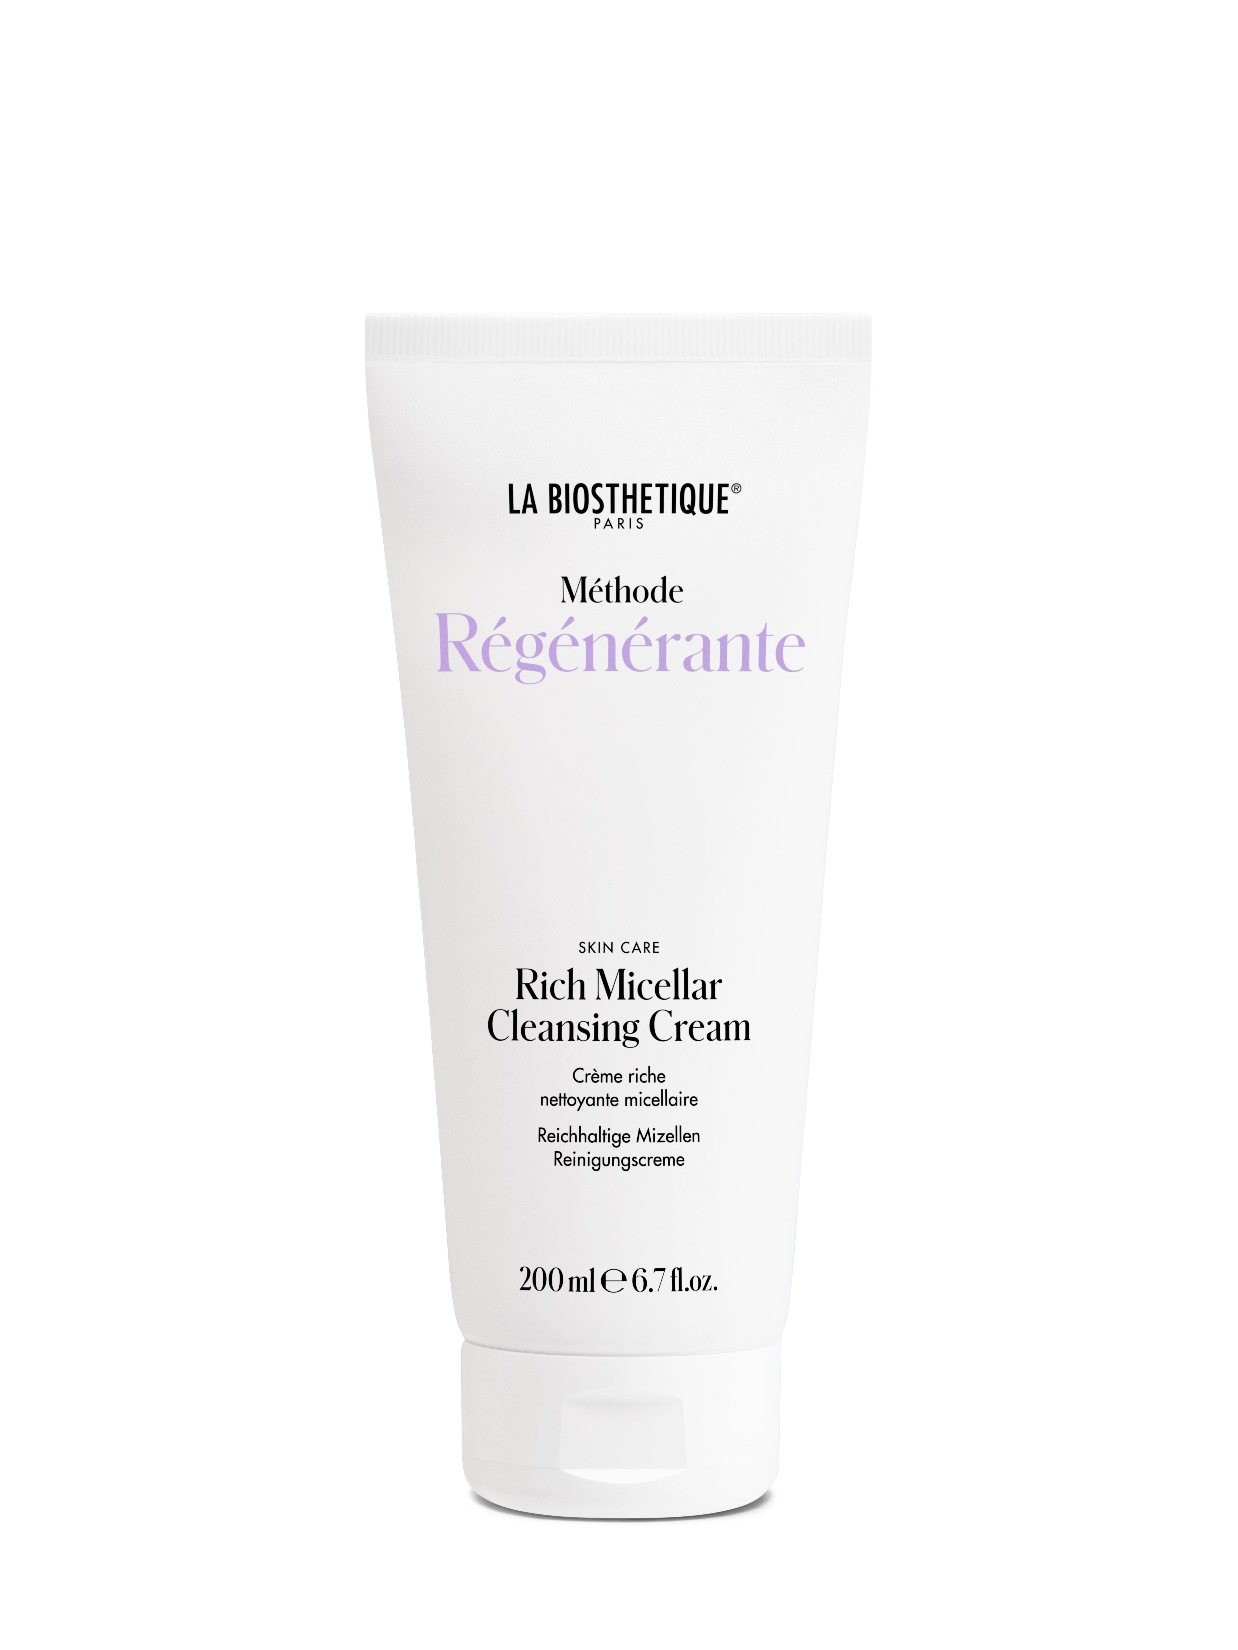 LA BIOSTHETIQUE®
PARIS
Méthode
Régénérante
SKIN CARE
Rich Micellar
Cleansing Cream
Crème riche
nettoyante micellaire
Reichhaltige Mizellen
Reinigungscreme
200 ml ℮ 6.7 fl.oz.